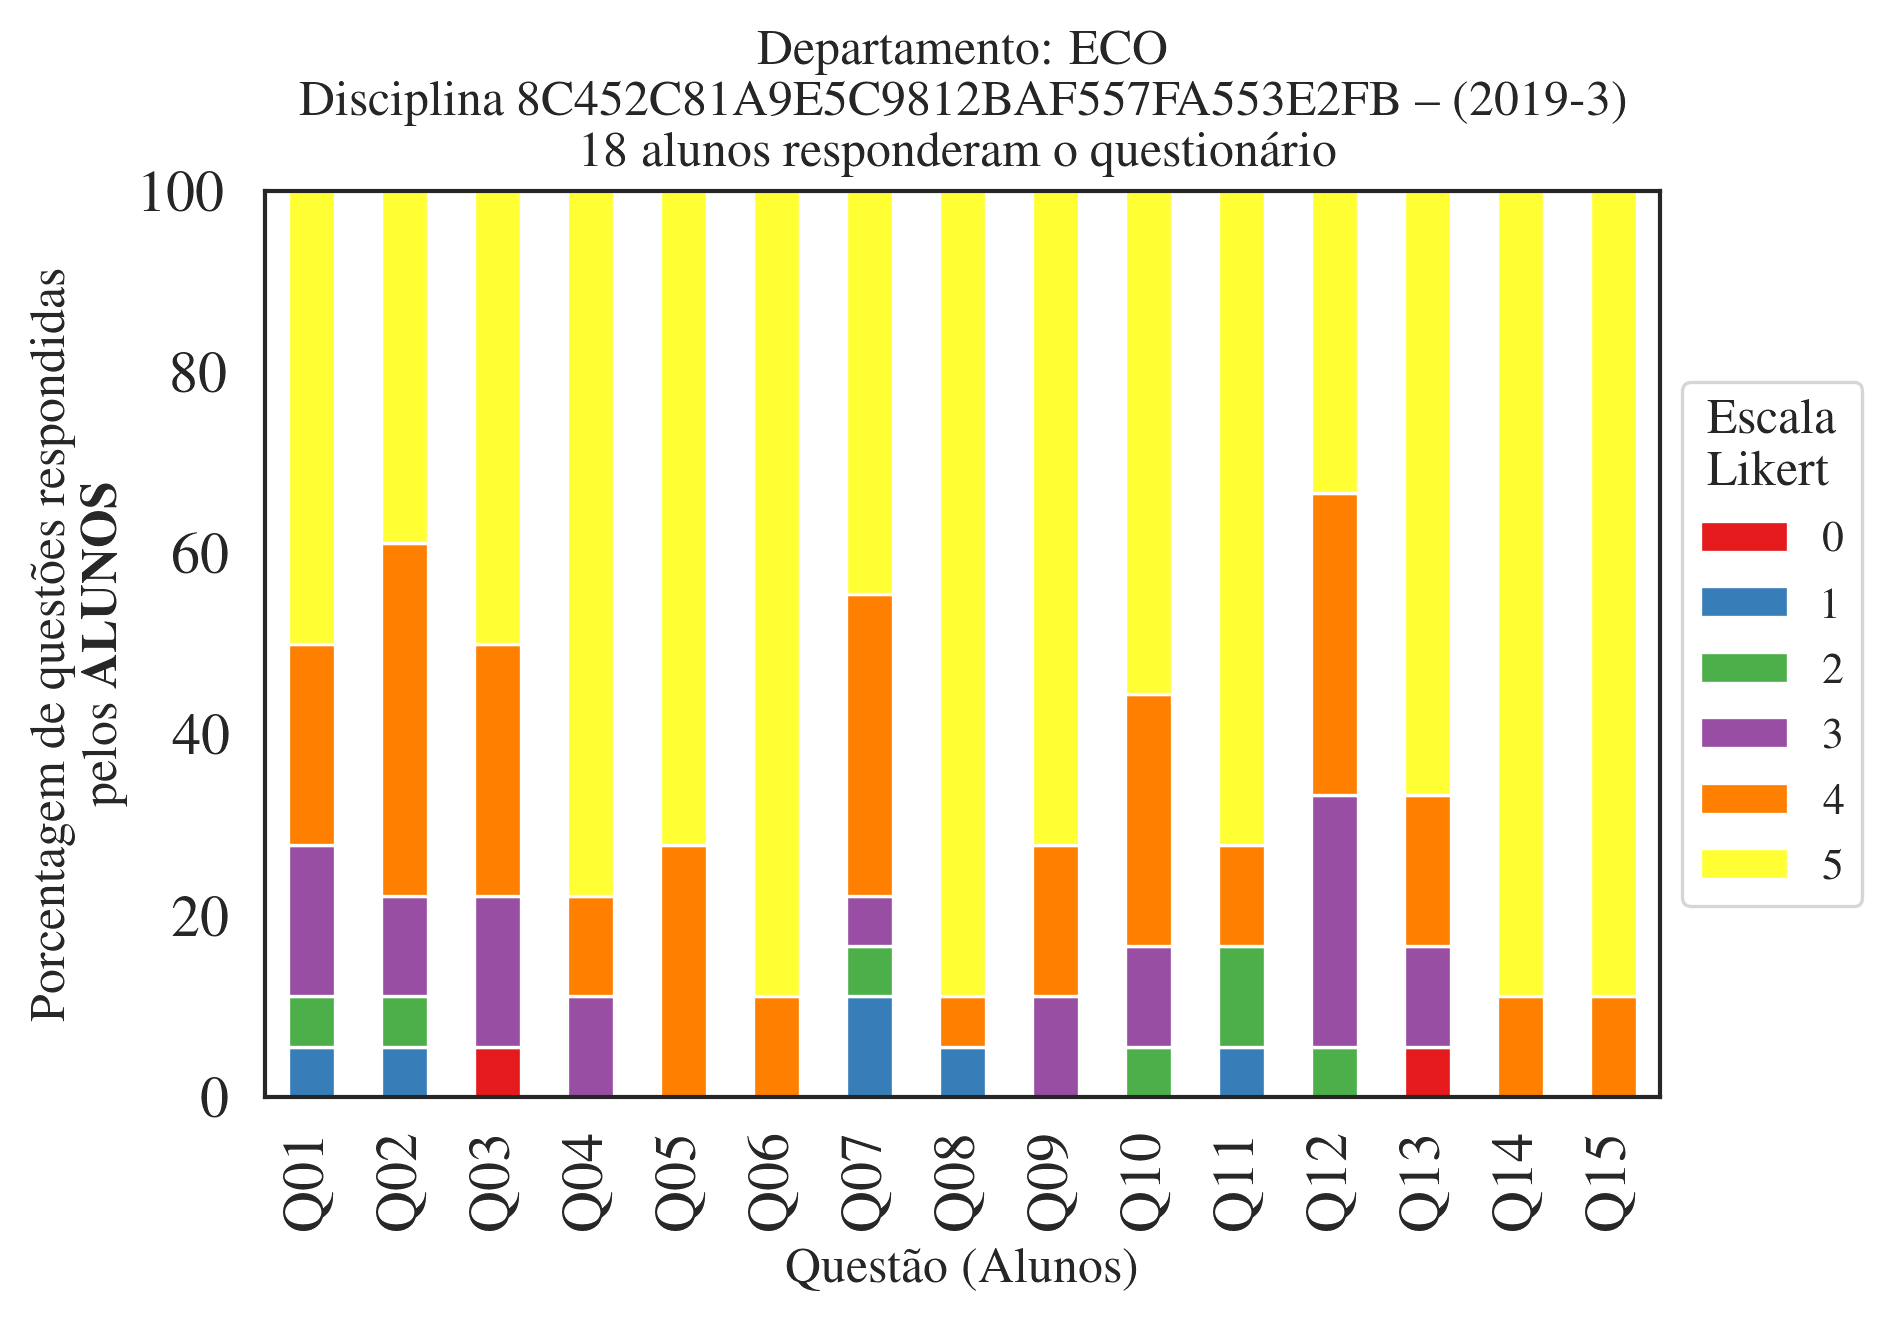 Departamento: ECO
Disciplina 8C452C81A9E5C9812BAF557FA553E2FB – (2019-3)
18 alunos responderam o questionário
Porcentagem de questões respondidas
pelos ALUNOS
100
80
60
40
20
0
Q01
Q02
Q03
Q04
Q05
Q06
Q07
Q08
Q09
Q10
Q11
Q12
Q13
Q14
Q15
Questão (Alunos)
Escala
Likert
0
1
2
3
4
5